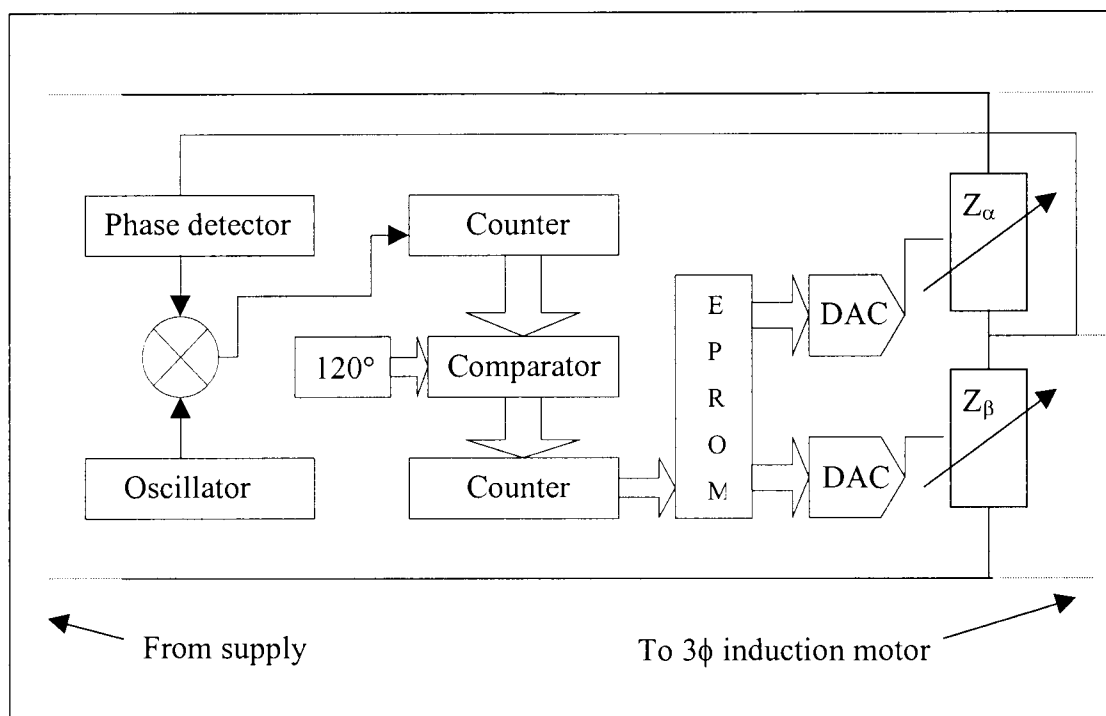 Phase detector
Counter
Zα
E
P
R
O
M
DAC
120°
Comparator
Zβ
Oscillator
Counter
DAC
From supply
To 3ϕ induction motor